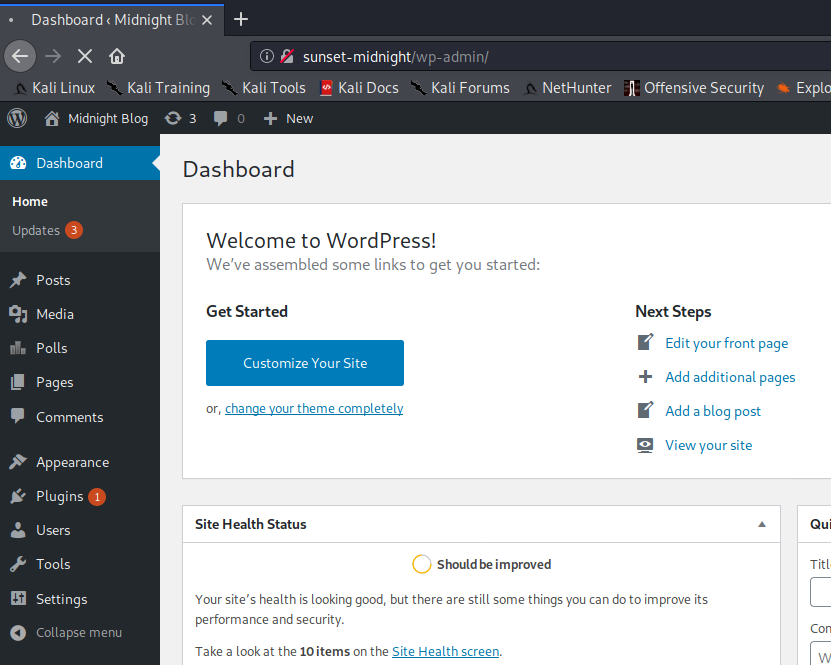 Dashboard ‹ Midnight Blo
sunset-midnight/wp-admin/
Kali Linux Kali Training Kali Tools Kali Docs Kali Forums NetHunter Offensive Security Explo
Midnight Blog 3 0 New
Dashboard
Home
Updates 3
Posts
Media
Polls
Pages
Comments
Appearance
Plugins 1
Users
Tools
Settings
Collapse menu
Dashboard
Welcome to WordPress!
We've assembled some links to get you started:
Get Started
Customize Your Site
or, change your theme completely
Next Steps
Edit your front page
Add additional pages
Add a blog post
View your site
Site Health Status
Should be improved
Your site's health is looking good, but there are still some things you can do to improve its
performance and security.
Take a look at the 10 items on the Site Health screen.
Qui
Titl
Con
W